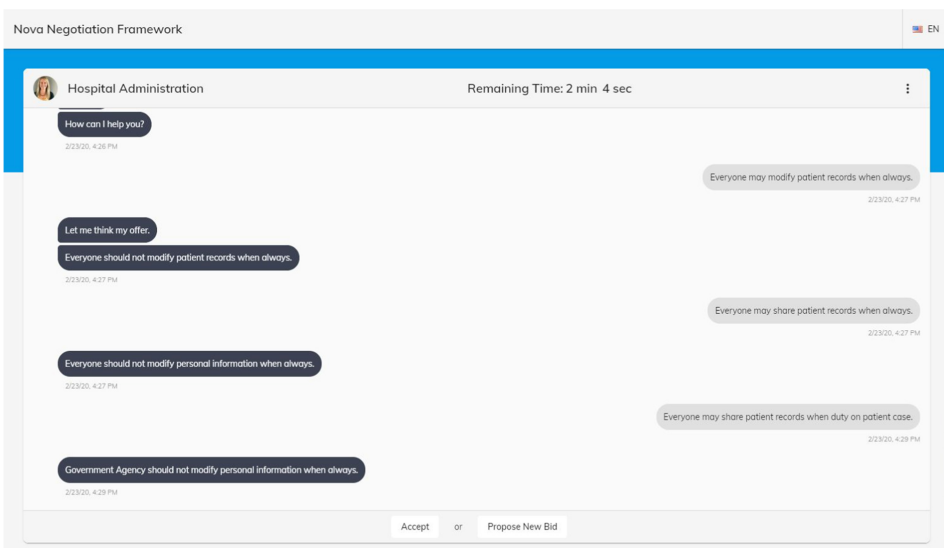 Nova Negotiation Framework
EN
Hospital Administration
Remaining Time: 2 min 4 sec
How can I help you?
2/23/20, 4:26 PM
Everyone may modify patient records when always.
2/23/20, 4:27 PM
Let me think my offer.
Everyone should not modify patient records when always.
2/23/20, 4:27 PM
Everyone may share patient records when always.
2/23/20, 4:27 PM
Everyone should not modify personal information when always.
2/23/20, 4:27 PM
Everyone may share patient records when duty on patient case.
2/23/20, 4:29 PM
Government Agency should not modify personal information when always.
2/23/20, 4:29 PM
Accept or Propose New Bid